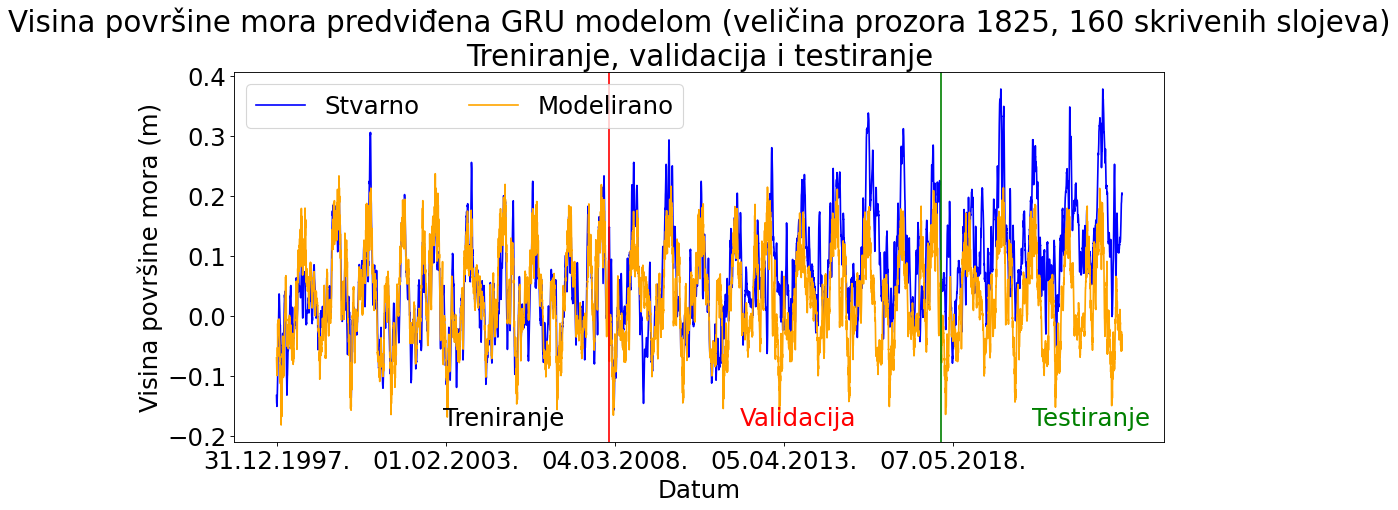 Visina površine mora predviđena GRU modelom (veličina prozora 1825, 160 skrivenih slojeva)
Treniranje, validacija i testiranje
Stvarno
Modelirano
Visina površine mora (m)
0.4
0.3
0.2
0.1
0.0
−0.1
−0.2
Treniranje
Validacija
Testiranje
31.12.1997.
01.02.2003.
04.03.2008.
05.04.2013.
07.05.2018.
Datum